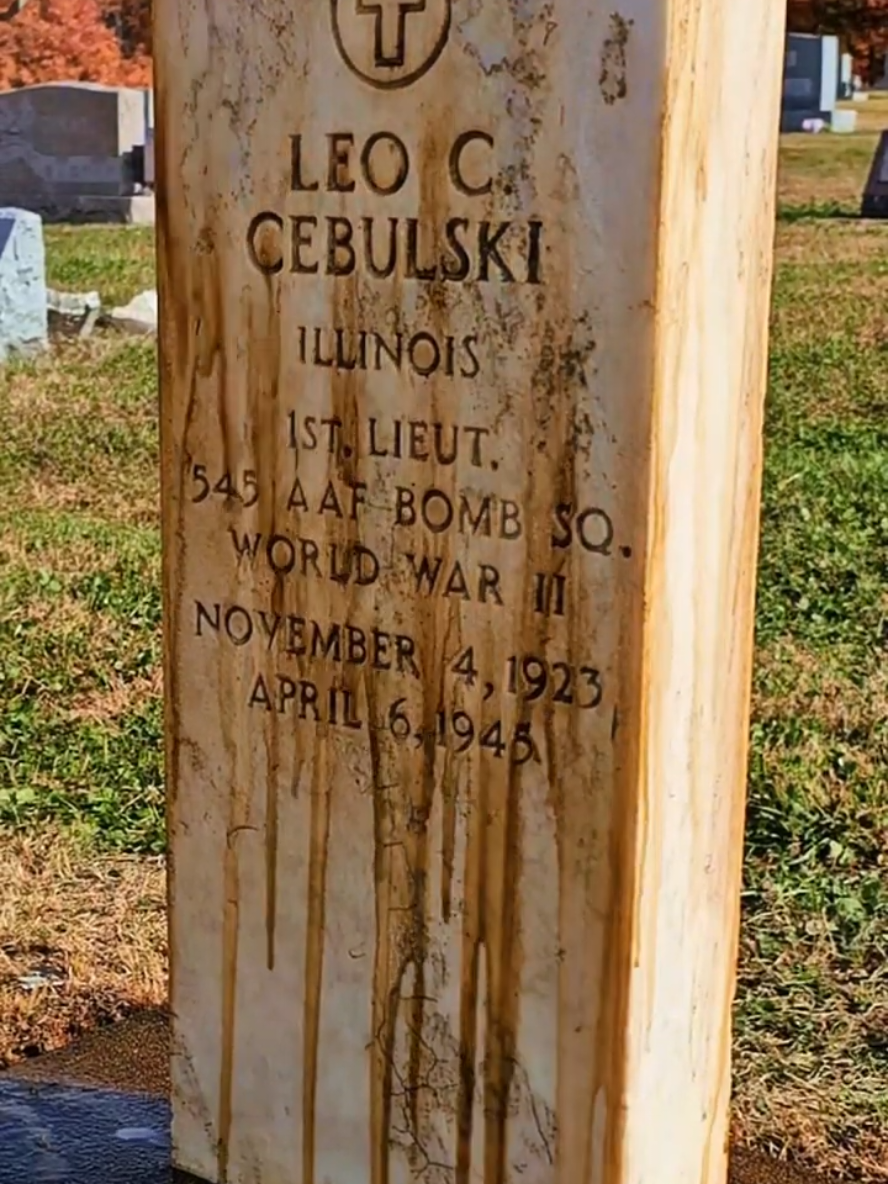 LEO C.
CEBULSKI
ILLINOIS
1ST. LIEUT.
545 AAF BOMB SQ.
WORLD WAR II
NOVEMBER 4, 1923
APRIL 6, 1945